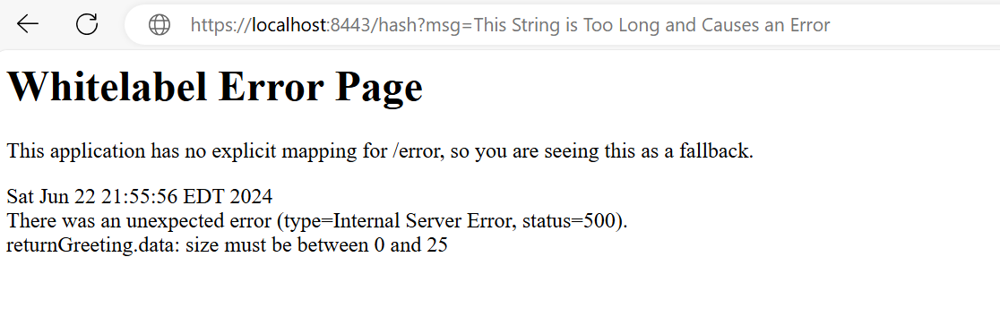 https://localhost:8443/hash?msg=This String is Too Long and Causes an Error
Whitelabel Error Page
This application has no explicit mapping for /error, so you are seeing this as a fallback.
Sat Jun 22 21:55:56 EDT 2024
There was an unexpected error (type=Internal Server Error, status=500).
returnGreeting.data: size must be between 0 and 25